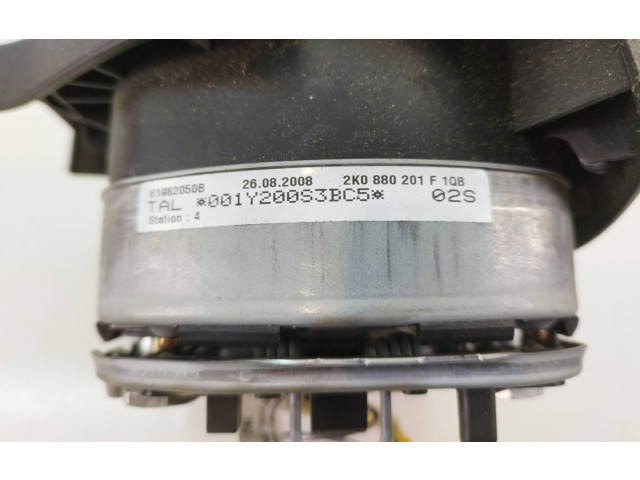 61982050B 26.08.2008 2K0 880 201 F 1QB
TAL *001Y200S3BC5* 02S
Station : 4